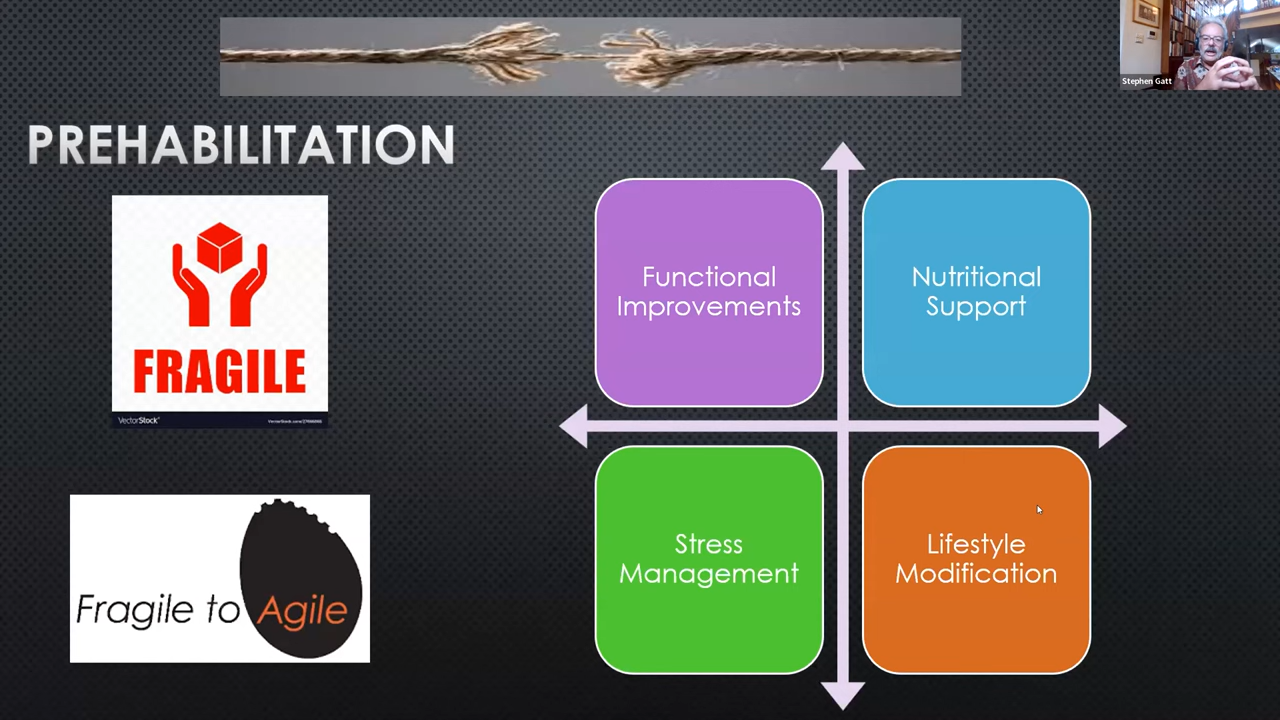 Stephen Gatt
PREHABILITATION
FRAGILE
VectorStock®
Fragile to Agile
Functional
Improvements
Nutritional
Support
Stress
Management
Lifestyle
Modification